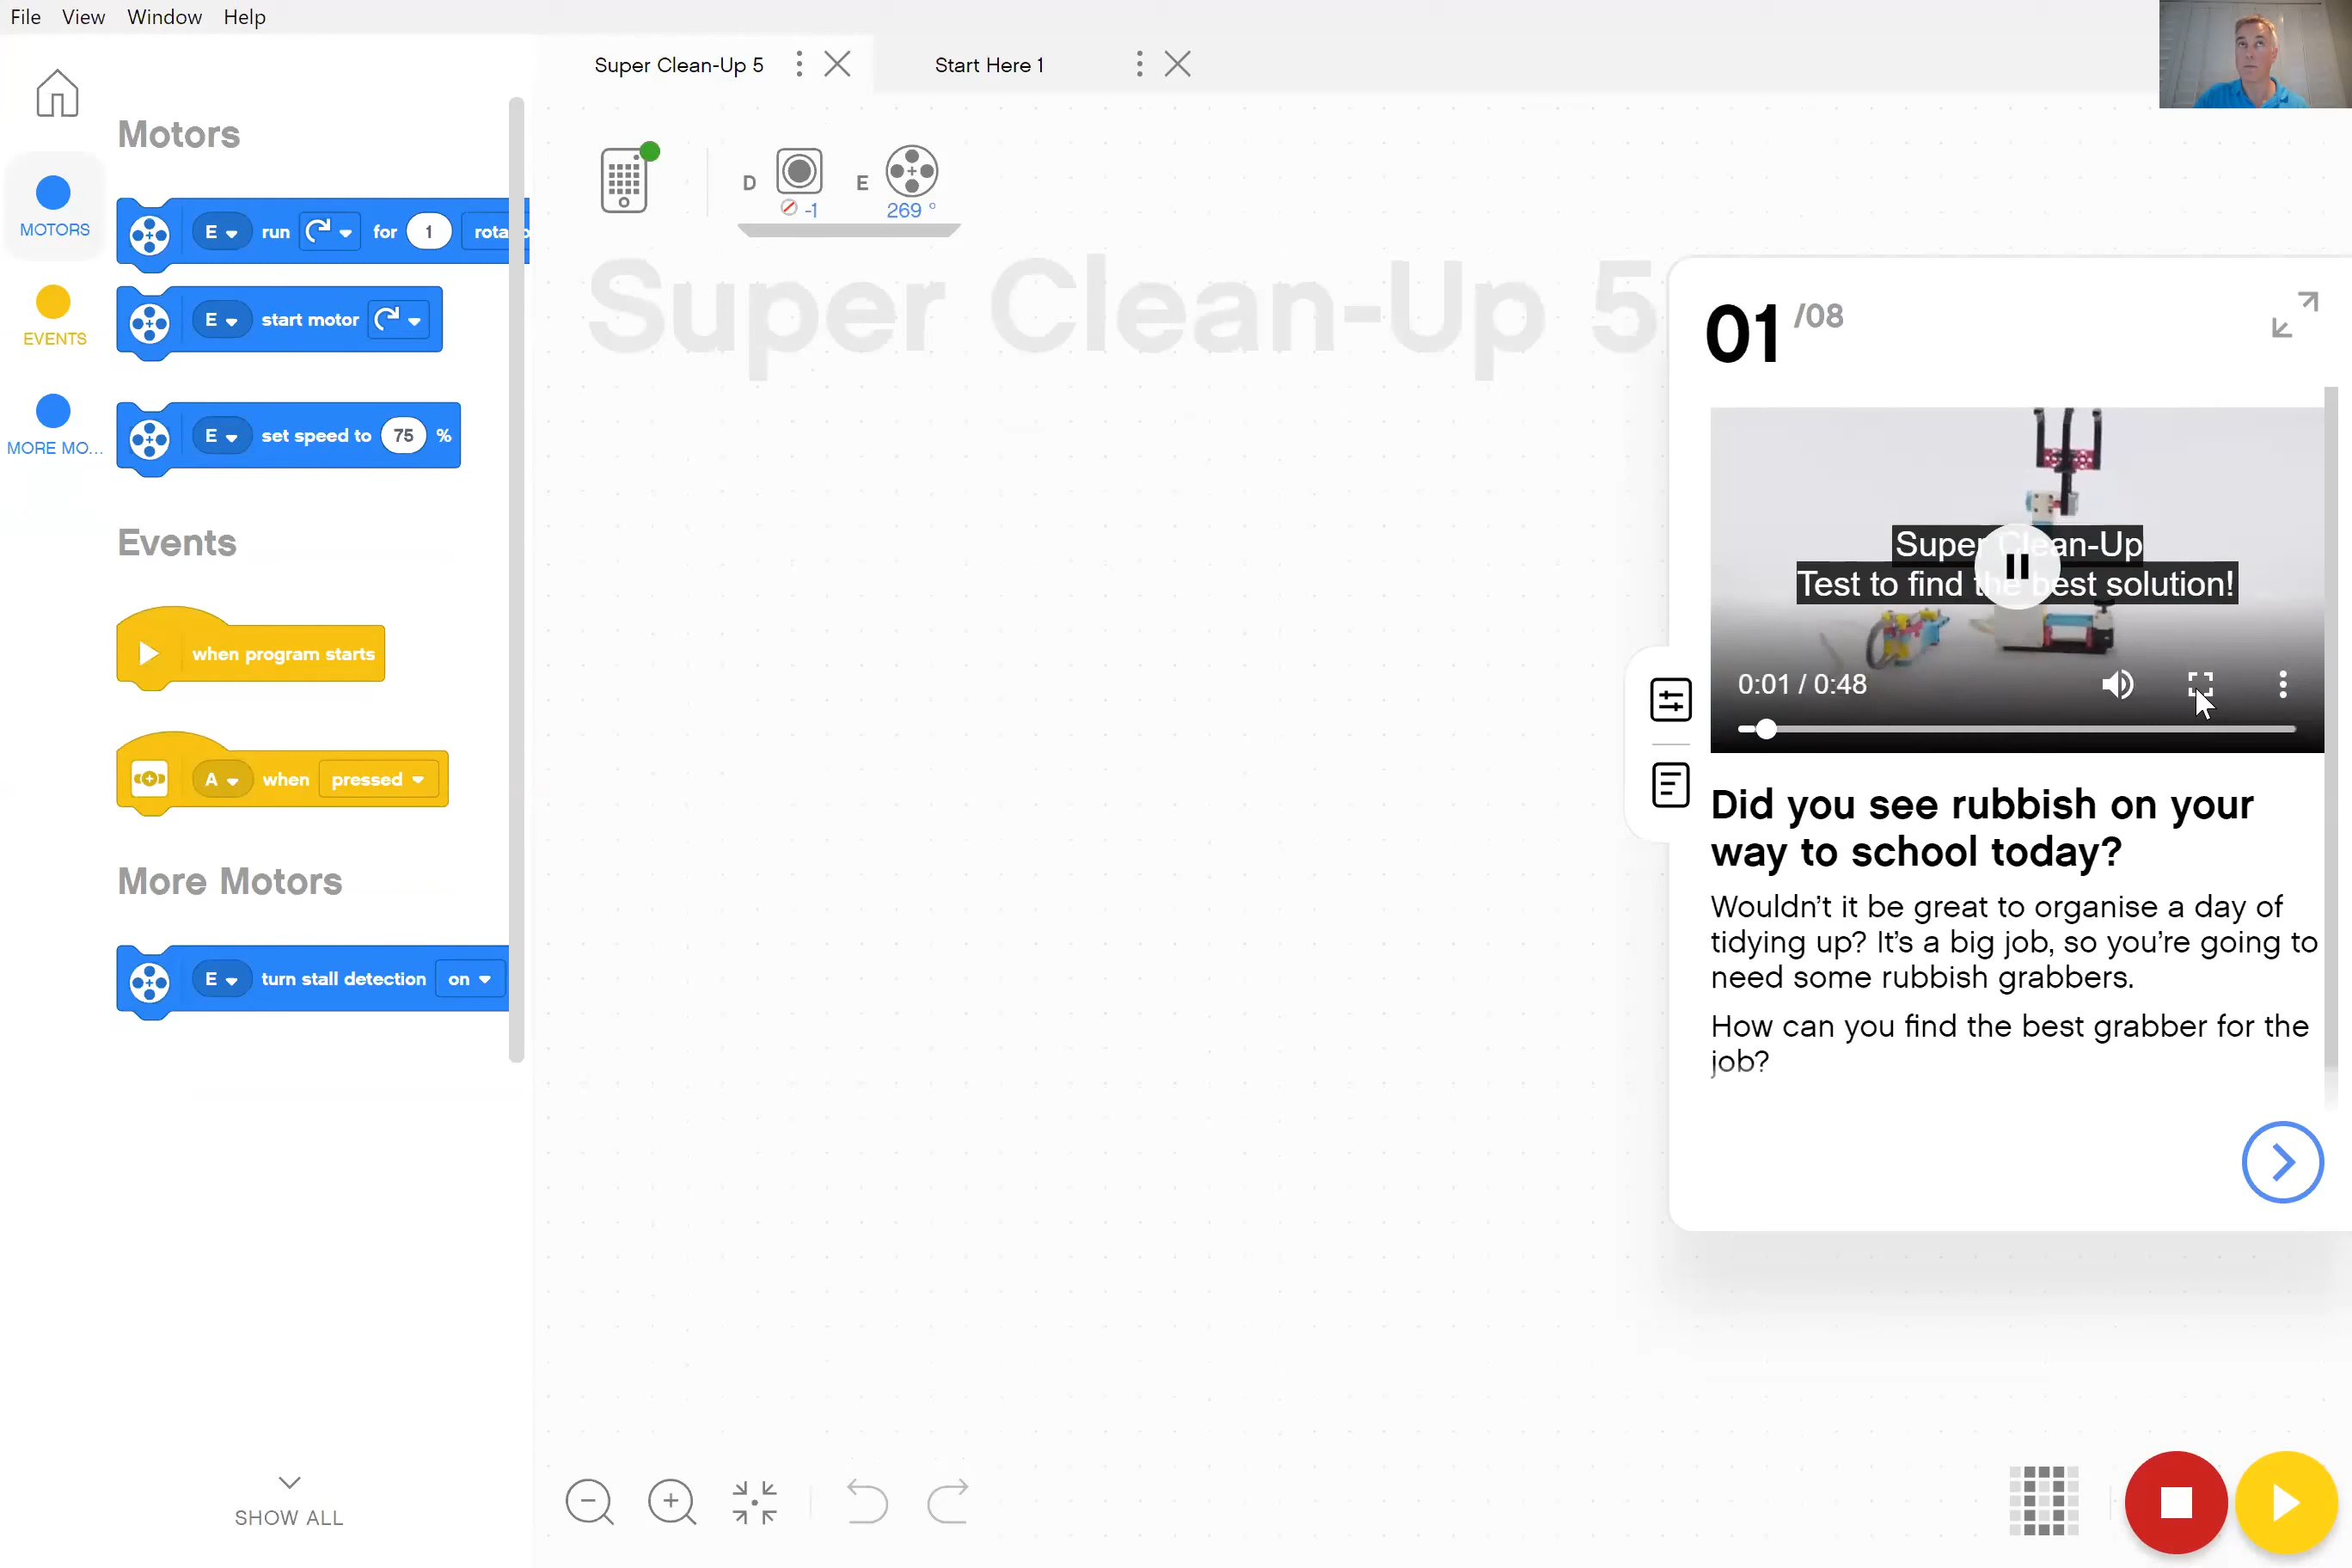 File View Window Help
Super Clean-Up 5
Start Here 1
MOTORS
EVENTS
MORE MO...
Motors
E run for 1
E start motor
E set speed to 75 %
Events
when program starts
A when pressed
More Motors
E turn stall detection on
SHOW ALL
D -1
E 269 °
Super Clean-Up 5
01 /08
Super Clean-Up
Test to find the best solution!
0:01 / 0:48
Did you see rubbish on your
way to school today?
Wouldn't it be great to organise a day of
tidying up? It's a big job, so you're going to
need some rubbish grabbers.
How can you find the best grabber for the
job?